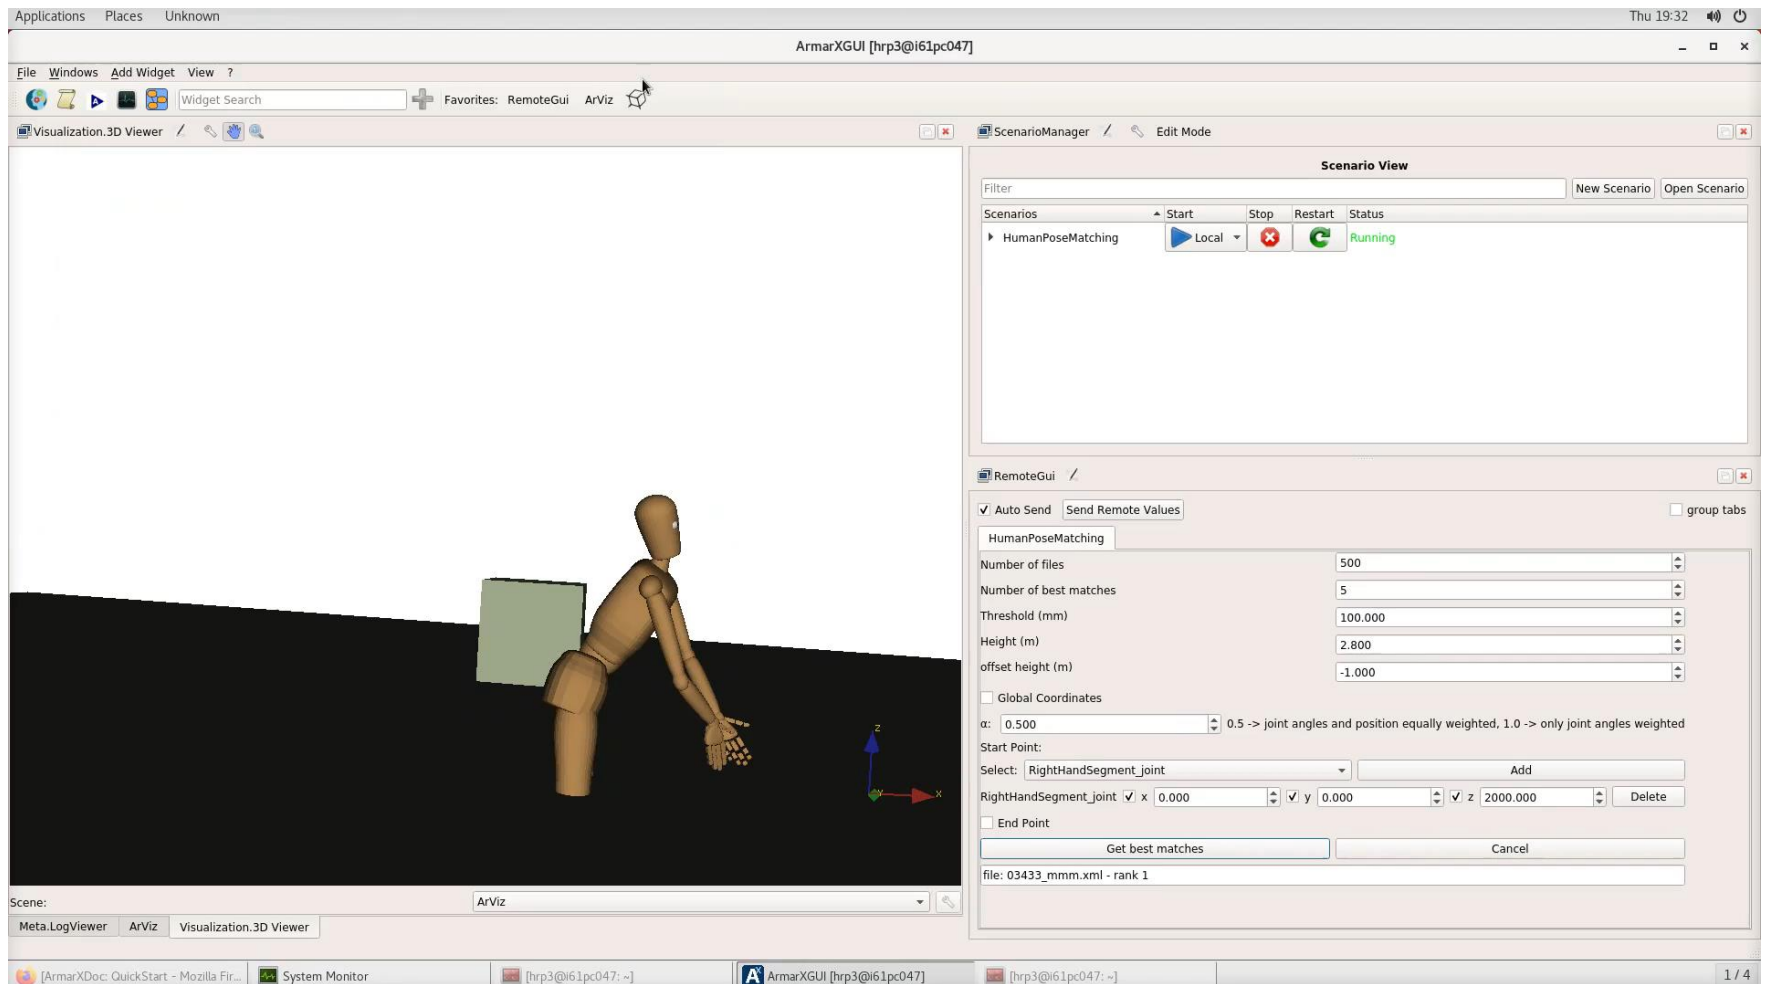 Applications Places Unknown Thu 19:32
ArmarXGUI [hrp3@i61pc047]
File Windows Add Widget View ?
Widget Search Favorites: RemoteGui ArViz
Visualization.3D Viewer
ScenarioManager Edit Mode
Scenario View
Filter New Scenario Open Scenario
Scenarios Start Stop Restart Status
HumanPoseMatching Local Running
RemoteGui
Auto Send Send Remote Values group tabs
HumanPoseMatching
Number of files 500
Number of best matches 5
Threshold (mm) 100.000
Height (m) 2.800
offset height (m) -1.000
Global Coordinates
α: 0.500 0.5 -> joint angles and position equally weighted, 1.0 -> only joint angles weighted
Start Point:
Select: RightHandSegment_joint Add
RightHandSegment_joint x 0.000 y 0.000 z 2000.000 Delete
End Point
Get best matches Cancel
file: 03433_mmm.xml - rank 1
z
Y x
Scene: ArViz
Meta.LogViewer ArViz Visualization.3D Viewer
[ArmarXDoc: QuickStart - Mozilla Fir... System Monitor [hrp3@i61pc047: ~] ArmarXGUI [hrp3@i61pc047] [hrp3@i61pc047: ~] 1 / 4